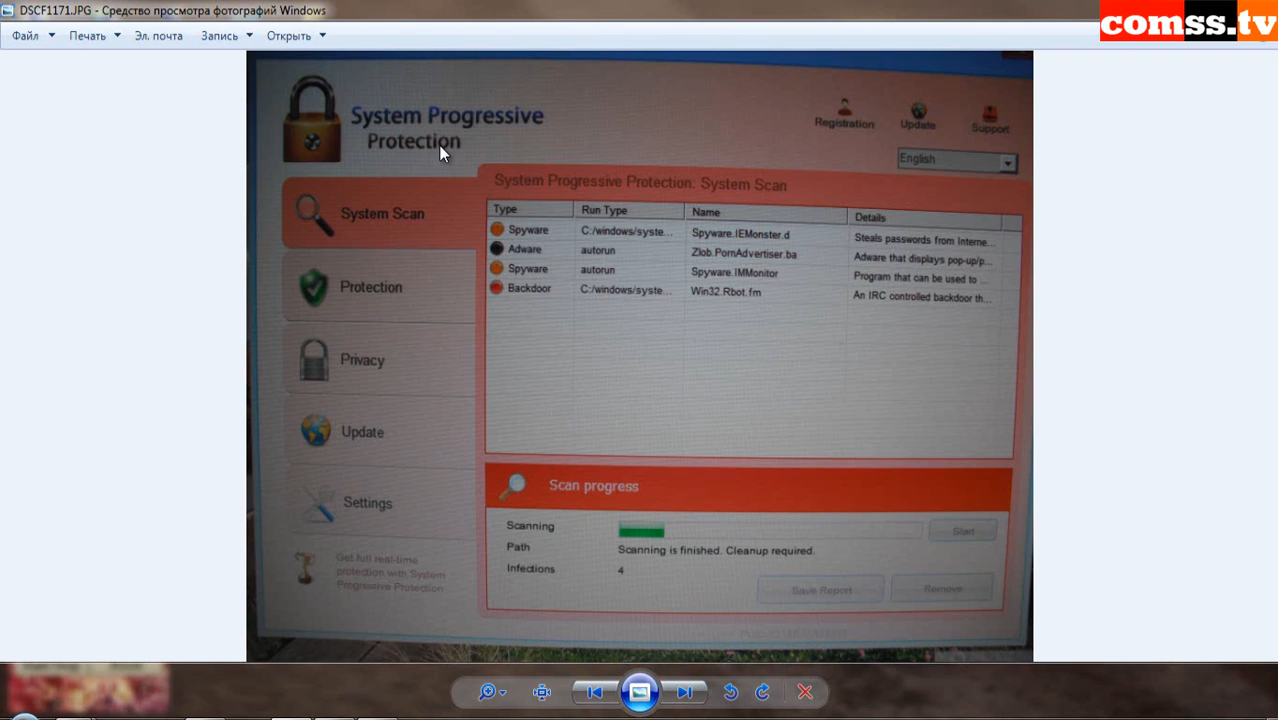 DSCF1171.JPG - Средство просмотра фотографий Windows
comss.tv
Файл Печать Эл. почта Запись Открыть
System Progressive
Protection
Registration Update Support
English
System Scan
Protection
Privacy
Update
Settings
Get full real-time
protection with System
Progressive Protection
System Progressive Protection: System Scan
Type Run Type Name Details
Spyware C:/windows/syste... Spyware.IEMonster.d Steals passwords from Interne...
Adware autorun Zlob.PornAdvertiser.ba Adware that displays pop-up/p...
Spyware autorun Spyware.IMMonitor Program that can be used to ...
Backdoor C:/windows/syste... Win32.Rbot.fm An IRC controlled backdoor th...
Scan progress
Scanning Start
Path Scanning is finished. Cleanup required.
Infections 4
Save Report Remove